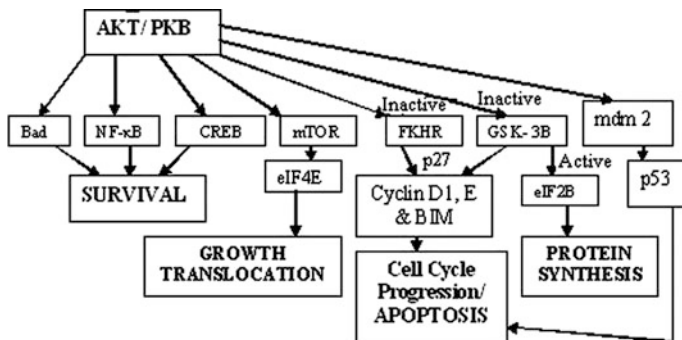 AKT/ PKB
Inactive
Inactive
Bad
NF-κB
CREB
mTOR
FKHR
GSK- 3B
mdm 2
p27
Active
SURVIVAL
eIF4E
Cyclin D1, E
& BIM
eIF2B
p53
GROWTH
TRANSLOCATION
Cell Cycle
Progression/
APOPTOSIS
PROTEIN
SYNTHESIS